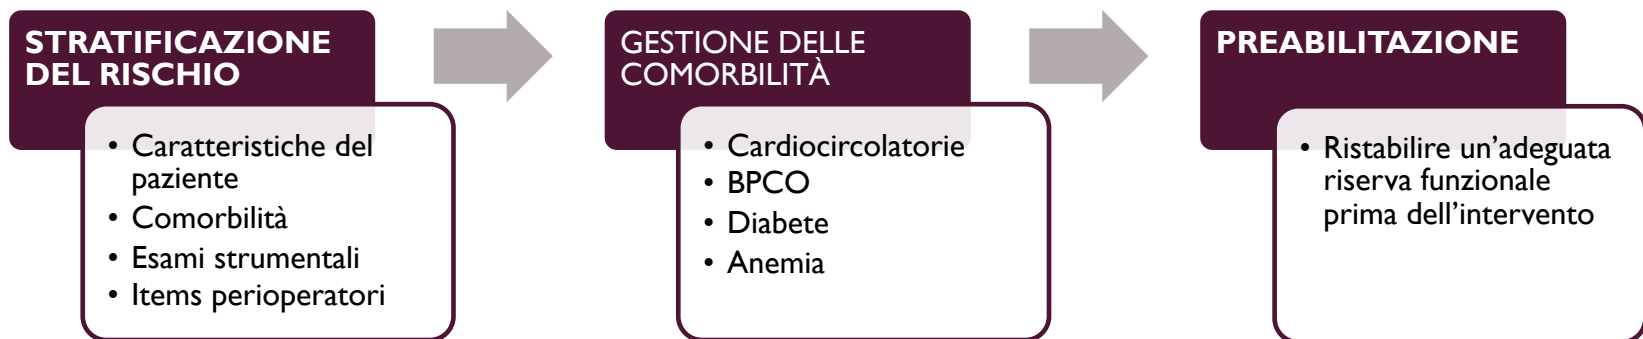 STRATIFICAZIONE
DEL RISCHIO
• Caratteristiche del
paziente
• Comorbilità
• Esami strumentali
• Items perioperatori
GESTIONE DELLE
COMORBILITÀ
• Cardiocircolatorie
• BPCO
• Diabete
• Anemia
PREABILITAZIONE
• Ristabilire un’adeguata
riserva funzionale
prima dell’intervento